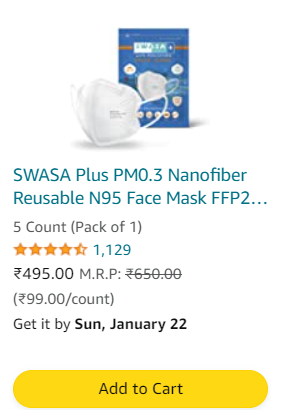 SWASA +
SWASA Plus PM0.3 Nanofiber
Reusable N95 Face Mask FFP2...
5 Count (Pack of 1)
1,129
₹495.00 M.R.P: ₹650.00
(₹99.00/count)
Get it by Sun, January 22
Add to Cart